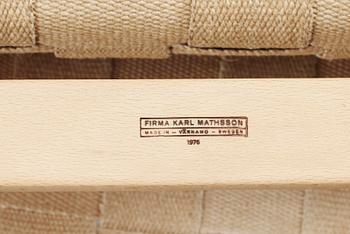 FIRMA KARL MATHSSON
MADE IN - VÄRNAMO - SWEDEN
1976